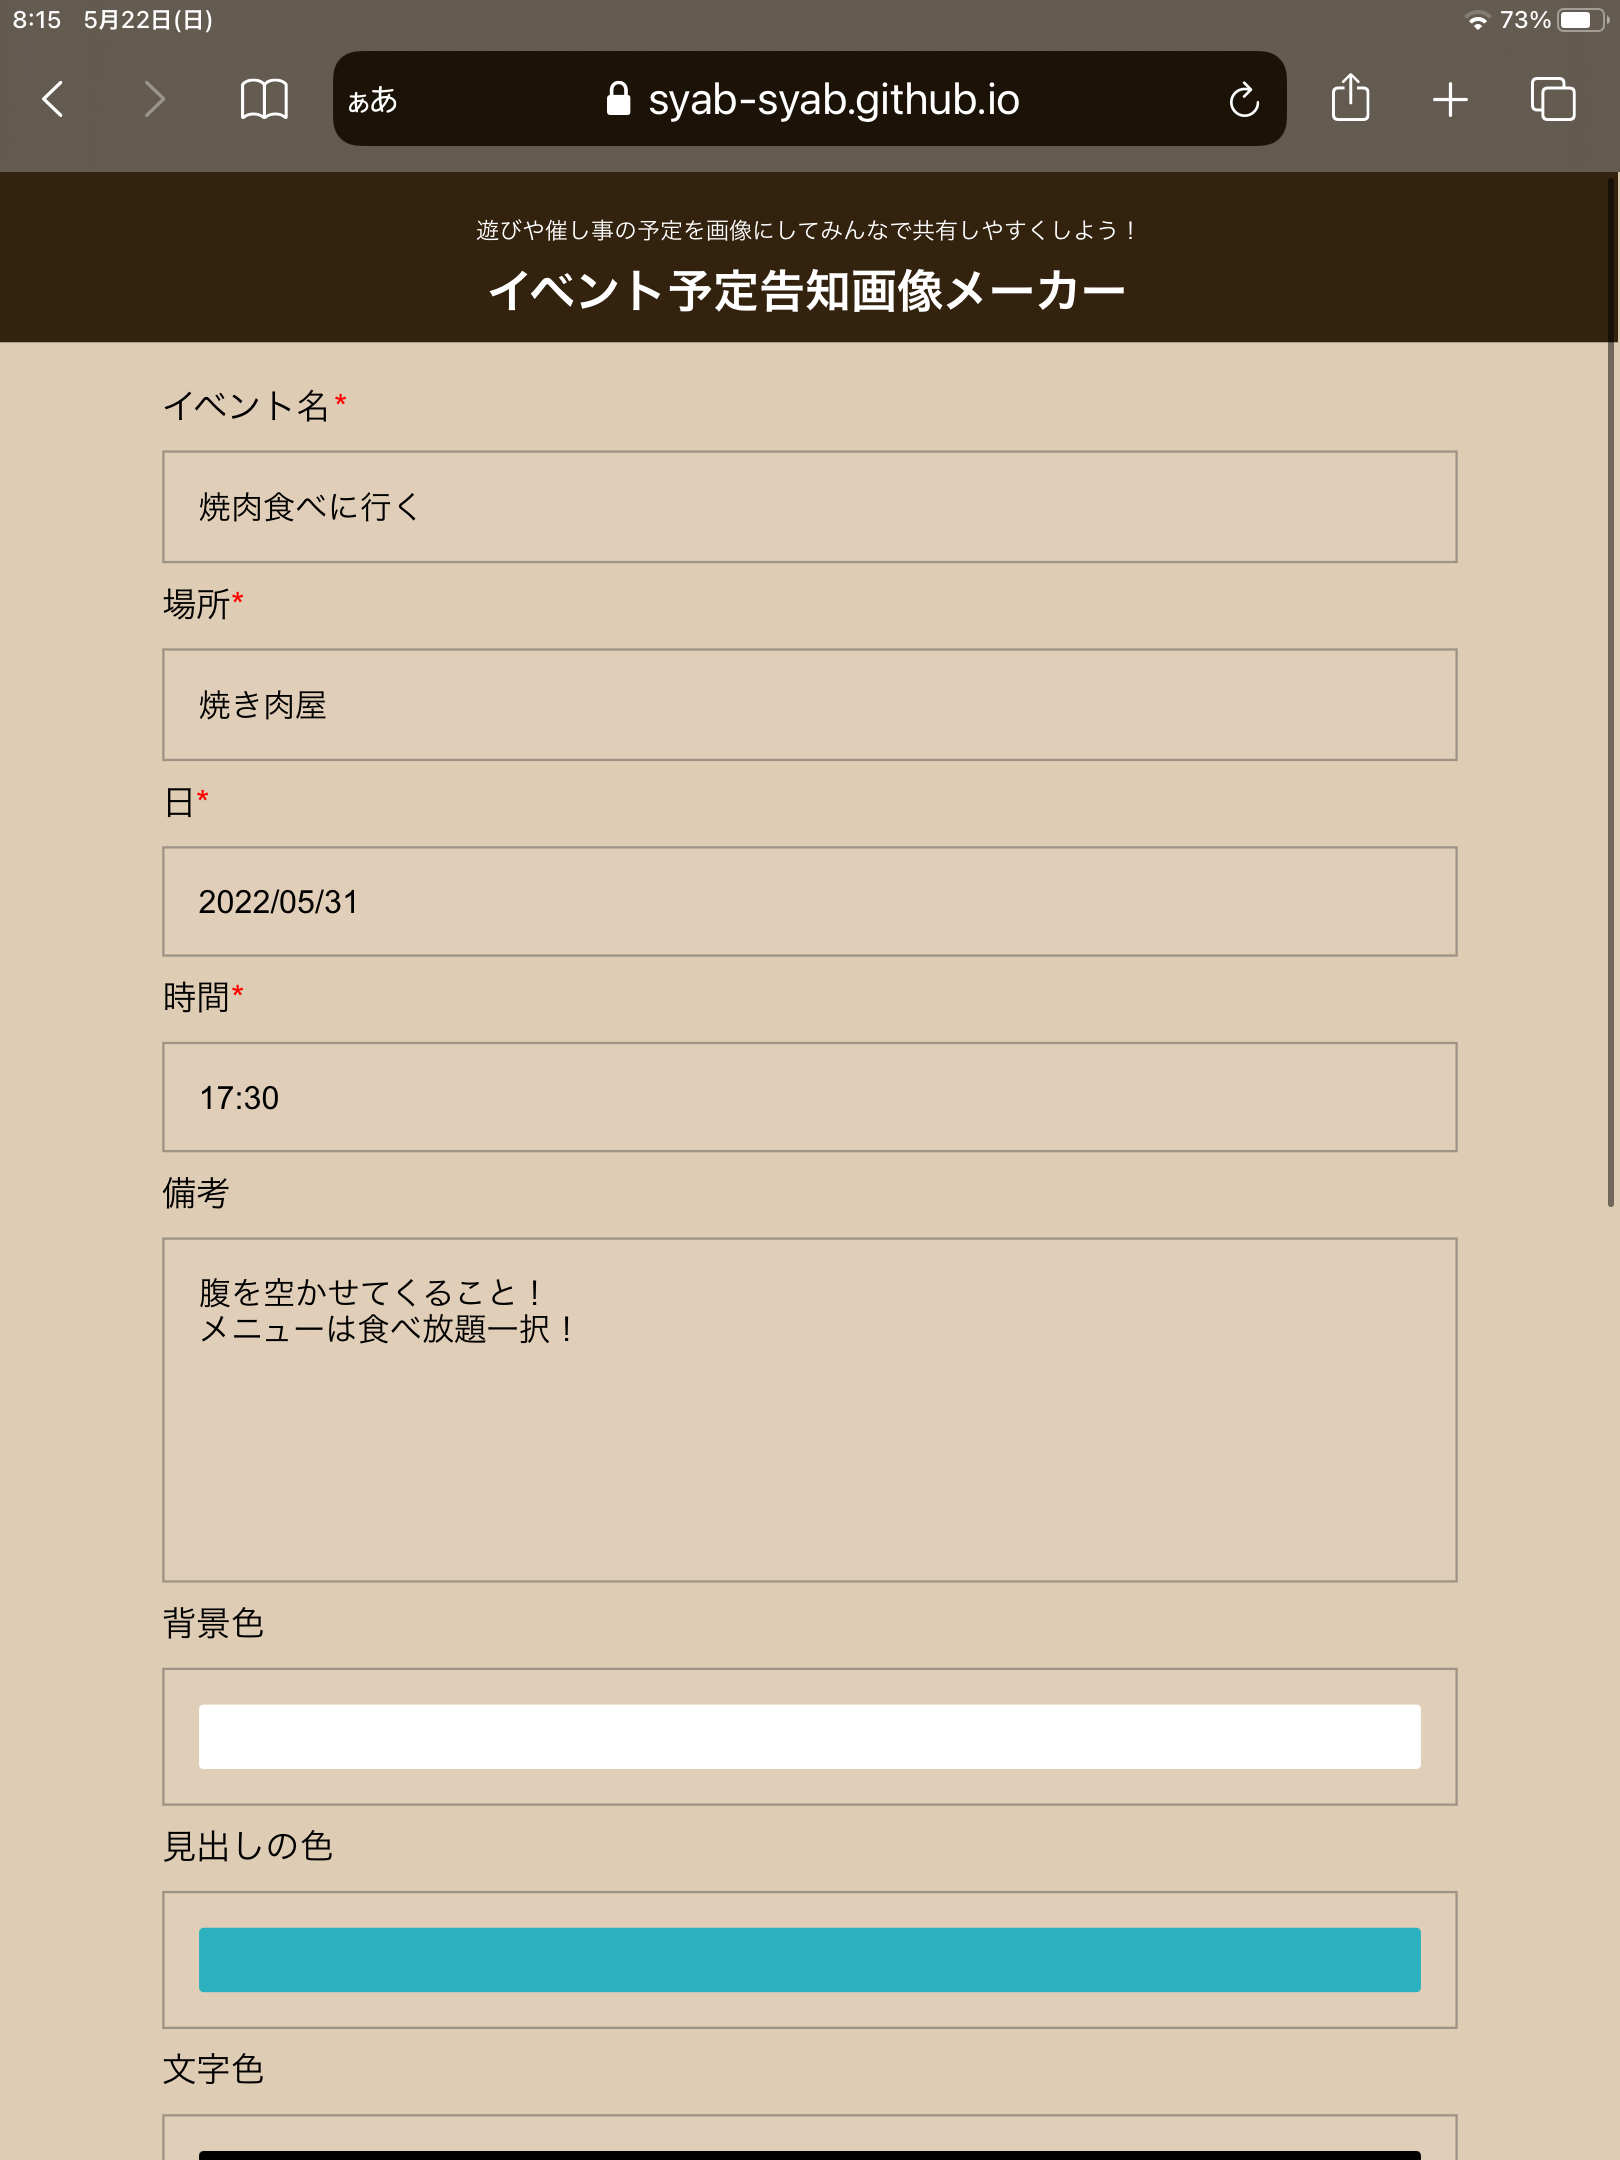 8:15 5月22日(日) 73%
ぁあ syab-syab.github.io
遊びや催し事の予定を画像にしてみんなで共有しやすくしよう！
イベント予定告知画像メーカー
イベント名*
焼肉食べに行く
場所*
焼き肉屋
日*
2022/05/31
時間*
17:30
備考
腹を空かせてくること！
メニューは食べ放題一択！
背景色
見出しの色
文字色